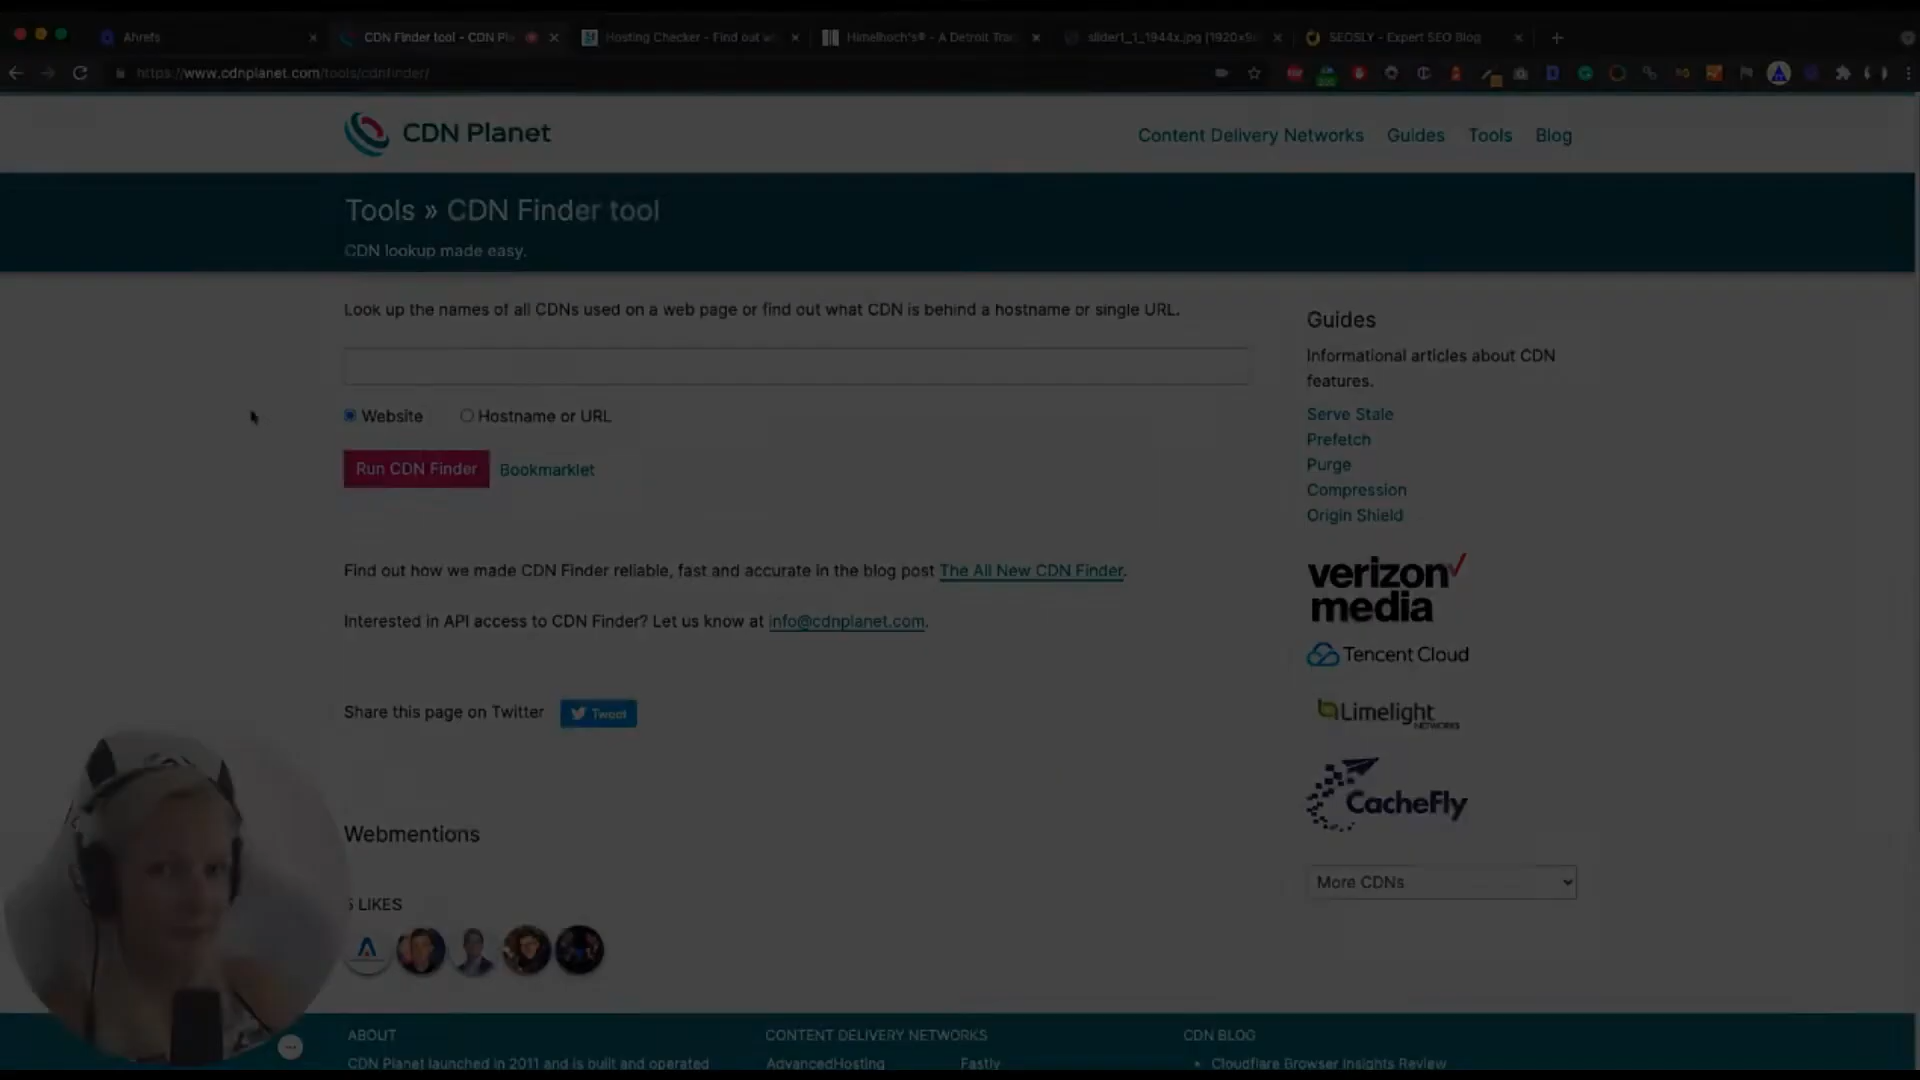 Ahrefs
CDN Finder tool - CDN Pl
Hosting Checker - Find out w
Himelhoch's® - A Detroit Trad
slider1_1_1944x.jpg (1920×9
SEOSLY - Expert SEO Blog
https://www.cdnplanet.com/tools/cdnfinder/
CDN Planet
Content Delivery Networks Guides Tools Blog
Tools » CDN Finder tool
CDN lookup made easy.
Look up the names of all CDNs used on a web page or find out what CDN is behind a hostname or single URL.
Website Hostname or URL
Run CDN Finder Bookmarklet
Find out how we made CDN Finder reliable, fast and accurate in the blog post The All New CDN Finder.
Interested in API access to CDN Finder? Let us know at info@cdnplanet.com.
Share this page on Twitter Tweet
Webmentions
5 LIKES
Guides
Informational articles about CDN
features.
Serve Stale
Prefetch
Purge
Compression
Origin Shield
verizon
media
Tencent Cloud
Limelight
NETWORKS
CacheFly
More CDNs
ABOUT
CDN Planet launched in 2011 and is built and operated
CONTENT DELIVERY NETWORKS
AdvancedHosting Fastly
CDN BLOG
• Cloudflare Browser Insights Review